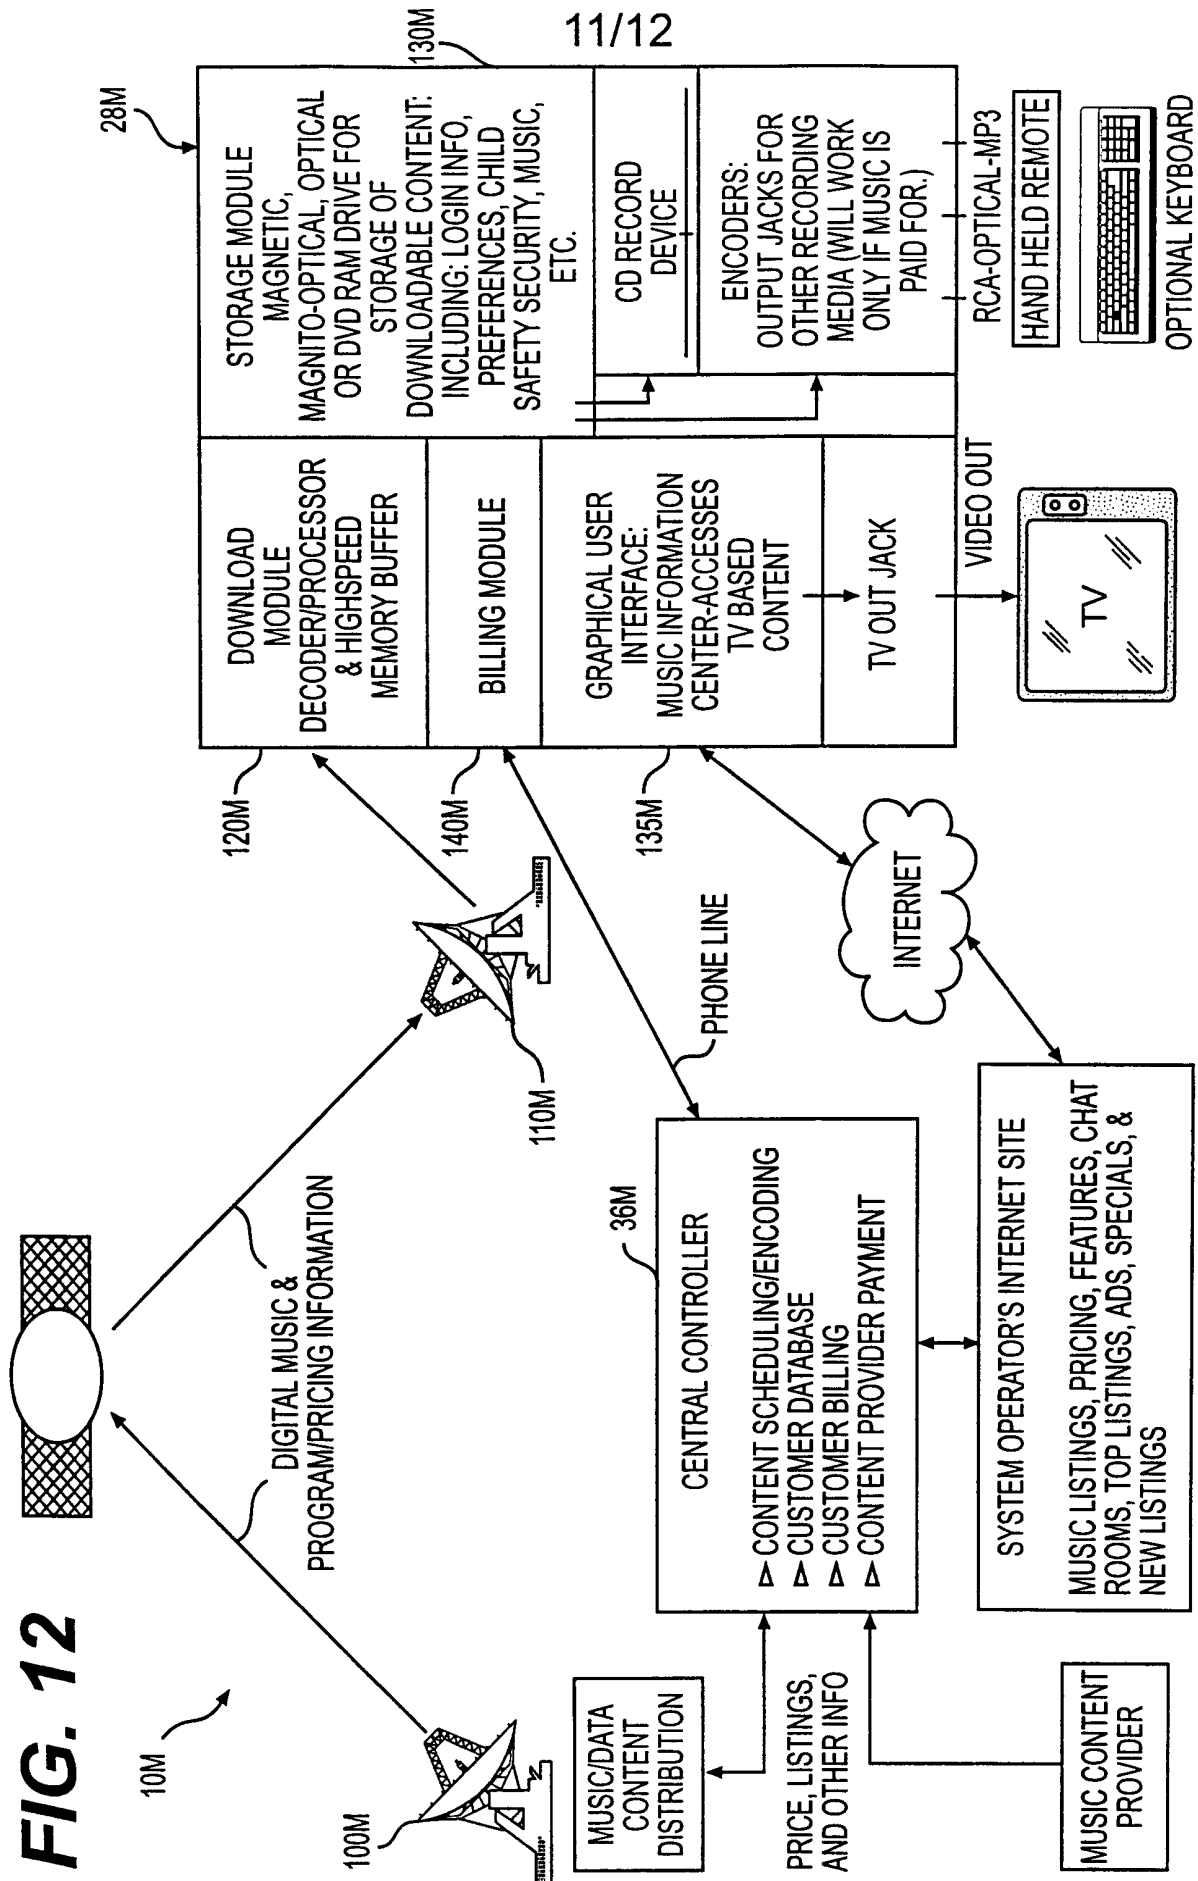 11/12
FIG. 12
10M
100M
DIGITAL MUSIC &
PROGRAM/PRICING INFORMATION
110M
28M
130M
120M
DOWNLOAD
MODULE
DECODER/PROCESSOR
& HIGHSPEED
MEMORY BUFFER
140M
BILLING MODULE
135M
GRAPHICAL USER
INTERFACE:
MUSIC INFORMATION
CENTER-ACCESSES
TV BASED
CONTENT
TV OUT JACK
VIDEO OUT
TV
STORAGE MODULE
MAGNETIC,
MAGNITO-OPTICAL, OPTICAL
OR DVD RAM DRIVE FOR
STORAGE OF
DOWNLOADABLE CONTENT:
INCLUDING: LOGIN INFO,
PREFERENCES, CHILD
SAFETY SECURITY, MUSIC,
ETC.
CD RECORD
DEVICE
ENCODERS:
OUTPUT JACKS FOR
OTHER RECORDING
MEDIA (WILL WORK
ONLY IF MUSIC IS
PAID FOR.)
RCA-OPTICAL-MP3
HAND HELD REMOTE
OPTIONAL KEYBOARD
PHONE LINE
INTERNET
MUSIC/DATA
CONTENT
DISTRIBUTION
PRICE, LISTINGS,
AND OTHER INFO
MUSIC CONTENT
PROVIDER
36M
CENTRAL CONTROLLER
▷ CONTENT SCHEDULING/ENCODING
▷ CUSTOMER DATABASE
▷ CUSTOMER BILLING
▷ CONTENT PROVIDER PAYMENT
SYSTEM OPERATOR'S INTERNET SITE
MUSIC LISTINGS, PRICING, FEATURES, CHAT
ROOMS, TOP LISTINGS, ADS, SPECIALS, &
NEW LISTINGS